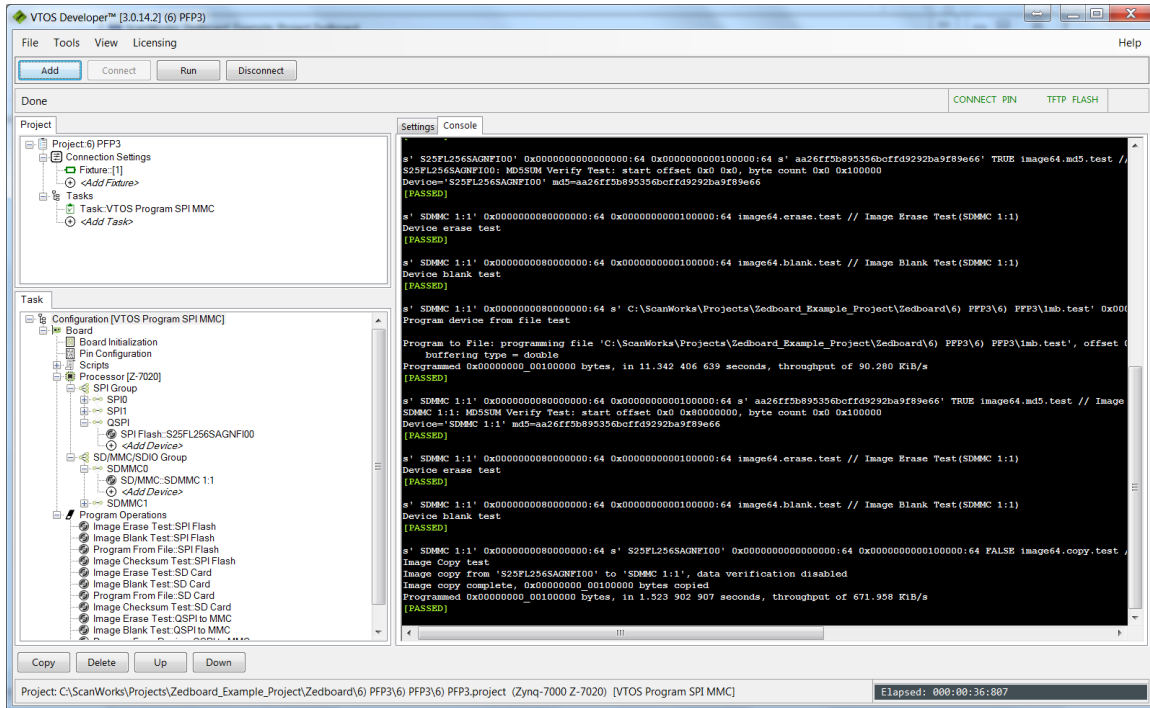 VTOS Developer™ [3.0.14.2] (6) PFP3)
File Tools View Licensing Help
Add Connect Run Disconnect
Done
CONNECT PIN TFTP FLASH
Project
Project:6) PFP3
Connection Settings
Fixture::[1]
<Add Fixture>
Tasks
Task::VTOS Program SPI MMC
<Add Task>
Task
Configuration [VTOS Program SPI MMC]
Board
Board Initialization
Pin Configuration
Scripts
Processor [Z-7020]
SPI Group
SPI0
SPI1
QSPI
SPI Flash::S25FL256SAGNFI00
<Add Device>
SD/MMC/SDIO Group
SDMMC0
SD/MMC::SDMMC 1:1
<Add Device>
SDMMC1
Program Operations
Image Erase Test::SPI Flash
Image Blank Test::SPI Flash
Program From File::SPI Flash
Image Checksum Test::SPI Flash
Image Erase Test::SD Card
Image Blank Test::SD Card
Program From File::SD Card
Image Checksum Test::SD Card
Image Erase Test::QSPI to MMC
Image Blank Test::QSPI to MMC
Settings Console
s' S25FL256SAGNFI00' 0x0000000000000000:64 0x0000000000100000:64 s' aa26ff5b895356bcffd9292ba9f89e66' TRUE image64.md5.test //
S25FL256SAGNFI00: MD5SUM Verify Test: start offset 0x0 0x0, byte count 0x0 0x100000
Device='S25FL256SAGNFI00' md5=aa26ff5b895356bcffd9292ba9f89e66
[PASSED]
s' SDMMC 1:1' 0x0000000080000000:64 0x0000000000100000:64 image64.erase.test // Image Erase Test(SDMMC 1:1)
Device erase test
[PASSED]
s' SDMMC 1:1' 0x0000000080000000:64 0x0000000000100000:64 image64.blank.test // Image Blank Test(SDMMC 1:1)
Device blank test
[PASSED]
s' SDMMC 1:1' 0x0000000080000000:64 s' C:\ScanWorks\Projects\Zedboard_Example_Project\Zedboard\6) PFP3\6) PFP3\1mb.test' 0x000
Program device from file test
Program to File: programming file 'C:\ScanWorks\Projects\Zedboard_Example_Project\Zedboard\6) PFP3\6) PFP3\1mb.test', offset
buffering type = double
Programmed 0x00000000_00100000 bytes, in 11.342 406 639 seconds, throughput of 90.280 KiB/s
[PASSED]
s' SDMMC 1:1' 0x0000000080000000:64 0x0000000000100000:64 s' aa26ff5b895356bcffd9292ba9f89e66' TRUE image64.md5.test // Image
SDMMC 1:1: MD5SUM Verify Test: start offset 0x0 0x80000000, byte count 0x0 0x100000
Device='SDMMC 1:1' md5=aa26ff5b895356bcffd9292ba9f89e66
[PASSED]
s' SDMMC 1:1' 0x0000000080000000:64 0x0000000000100000:64 image64.erase.test // Image Erase Test(SDMMC 1:1)
Device erase test
[PASSED]
s' SDMMC 1:1' 0x0000000080000000:64 0x0000000000100000:64 image64.blank.test // Image Blank Test(SDMMC 1:1)
Device blank test
[PASSED]
s' SDMMC 1:1' 0x0000000080000000:64 s' S25FL256SAGNFI00' 0x0000000000000000:64 0x0000000000100000:64 FALSE image64.copy.test /
Image Copy test
Image copy from 'S25FL256SAGNFI00' to 'SDMMC 1:1', data verification disabled
Image copy complete, 0x00000000_00100000 bytes copied
Programmed 0x00000000_00100000 bytes, in 1.523 902 907 seconds, throughput of 671.958 KiB/s
[PASSED]
Copy Delete Up Down
Project: C:\ScanWorks\Projects\Zedboard_Example_Project\Zedboard\6) PFP3\6) PFP3\6) PFP3.project (Zynq-7000 Z-7020) [VTOS Program SPI MMC]
Elapsed: 000:00:36:807